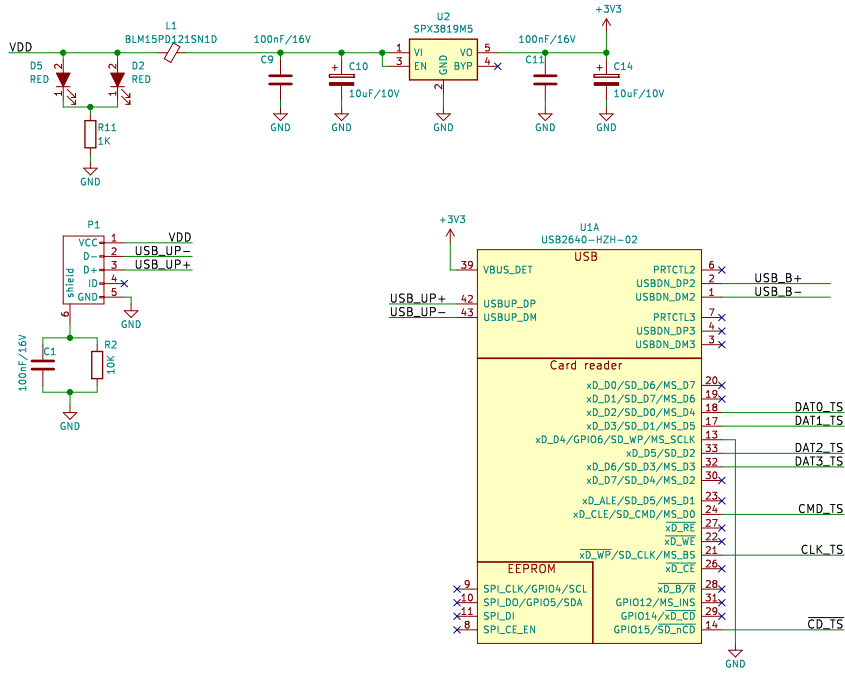 L1
BLM15PD121SN1D
VDD
D5
RED
2
1
D2
RED
2
1
R11
1K
GND
100nF/16V
C9
GND
+
C10
10uF/10V
GND
U2
SPX3819M5
1 VI VO 5
3 EN BYP 4
GND
2
GND
100nF/16V
C11
GND
+3V3
+
C14
10uF/10V
GND
P1
VCC 1 VDD
D- 2 USB_UP-
D+ 3 USB_UP+
ID 4
GND 5
shield
6
GND
C1
100nF/16V
R2
10K
GND
+3V3
U1A
USB2640-HZH-02
USB
39 VBUS_DET PRTCTL2 6
USBDN_DP2 2 USB_B+
USBDN_DM2 1 USB_B-
USB_UP+ 42 USBUP_DP
USB_UP- 43 USBUP_DM
PRTCTL3 7
USBDN_DP3 4
USBDN_DM3 3
Card reader
xD_D0/SD_D6/MS_D7 20
xD_D1/SD_D7/MS_D6 19
xD_D2/SD_D0/MS_D4 18 DAT0_TS
xD_D3/SD_D1/MS_D5 17 DAT1_TS
xD_D4/GPIO6/SD_WP/MS_SCLK 13
xD_D5/SD_D2 33 DAT2_TS
xD_D6/SD_D3/MS_D3 32 DAT3_TS
xD_D7/SD_D4/MS_D2 30
xD_ALE/SD_D5/MS_D1 23
xD_CLE/SD_CMD/MS_D0 24 CMD_TS
xD_RE 27
xD_WE 22
xD_WP/SD_CLK/MS_BS 21 CLK_TS
xD_CE 26
EEPROM
9 SPI_CLK/GPIO4/SCL xD_B/R 28
10 SPI_DO/GPIO5/SDA GPIO12/MS_INS 31
11 SPI_DI GPIO14/xD_CD 29
8 SPI_CE_EN GPIO15/SD_nCD 14 CD_TS
GND